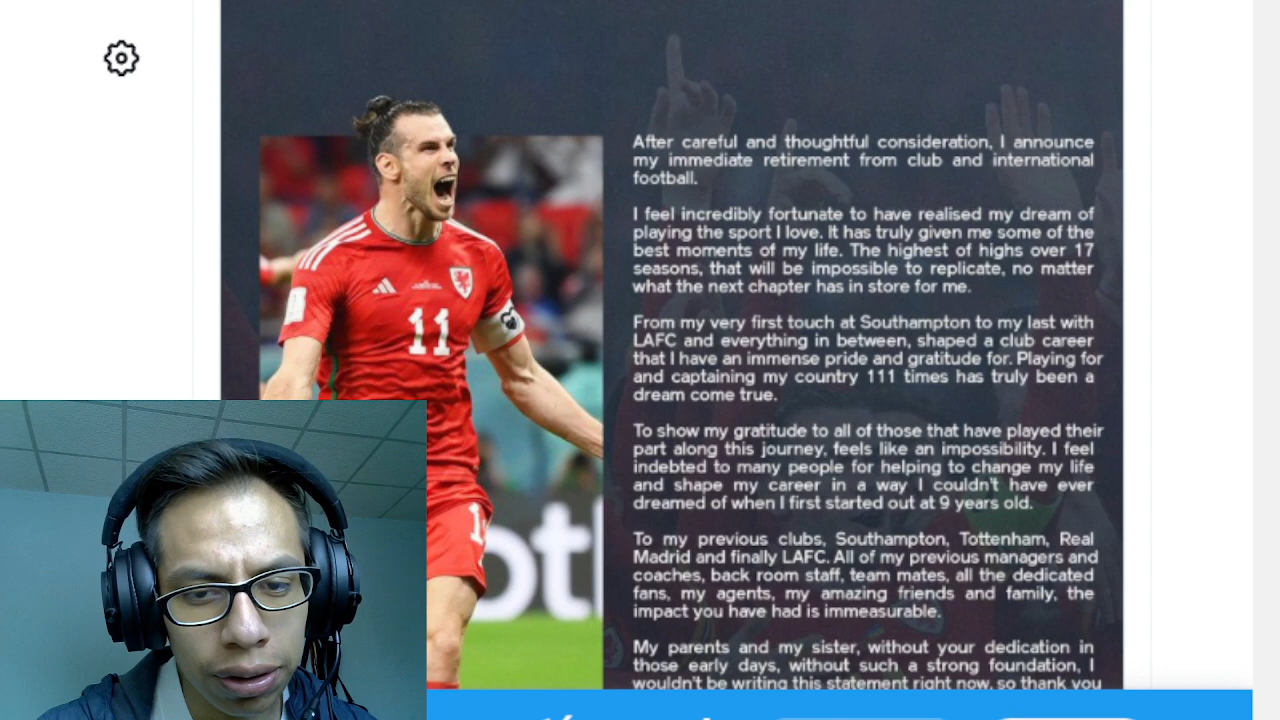 After careful and thoughtful consideration, I announce
my immediate retirement from club and international
football.
I feel incredibly fortunate to have realised my dream of
playing the sport I love. It has truly given me some of the
best moments of my life. The highest of highs over 17
seasons, that will be impossible to replicate, no matter
what the next chapter has in store for me.
From my very first touch at Southampton to my last with
LAFC and everything in between, shaped a club career
that I have an immense pride and gratitude for. Playing for
and captaining my country 111 times has truly been a
dream come true.
To show my gratitude to all of those that have played their
part along this journey, feels like an impossibility. I feel
indebted to many people for helping to change my life
and shape my career in a way I couldn't have ever
dreamed of when I first started out at 9 years old.
To my previous clubs, Southampton, Tottenham, Real
Madrid and finally LAFC. All of my previous managers and
coaches, back room staff, team mates, all the dedicated
fans, my agents, my amazing friends and family, the
impact you have had is immeasurable.
My parents and my sister, without your dedication in
those early days, without such a strong foundation, I
wouldn't be writing this statement right now, so thank you
11